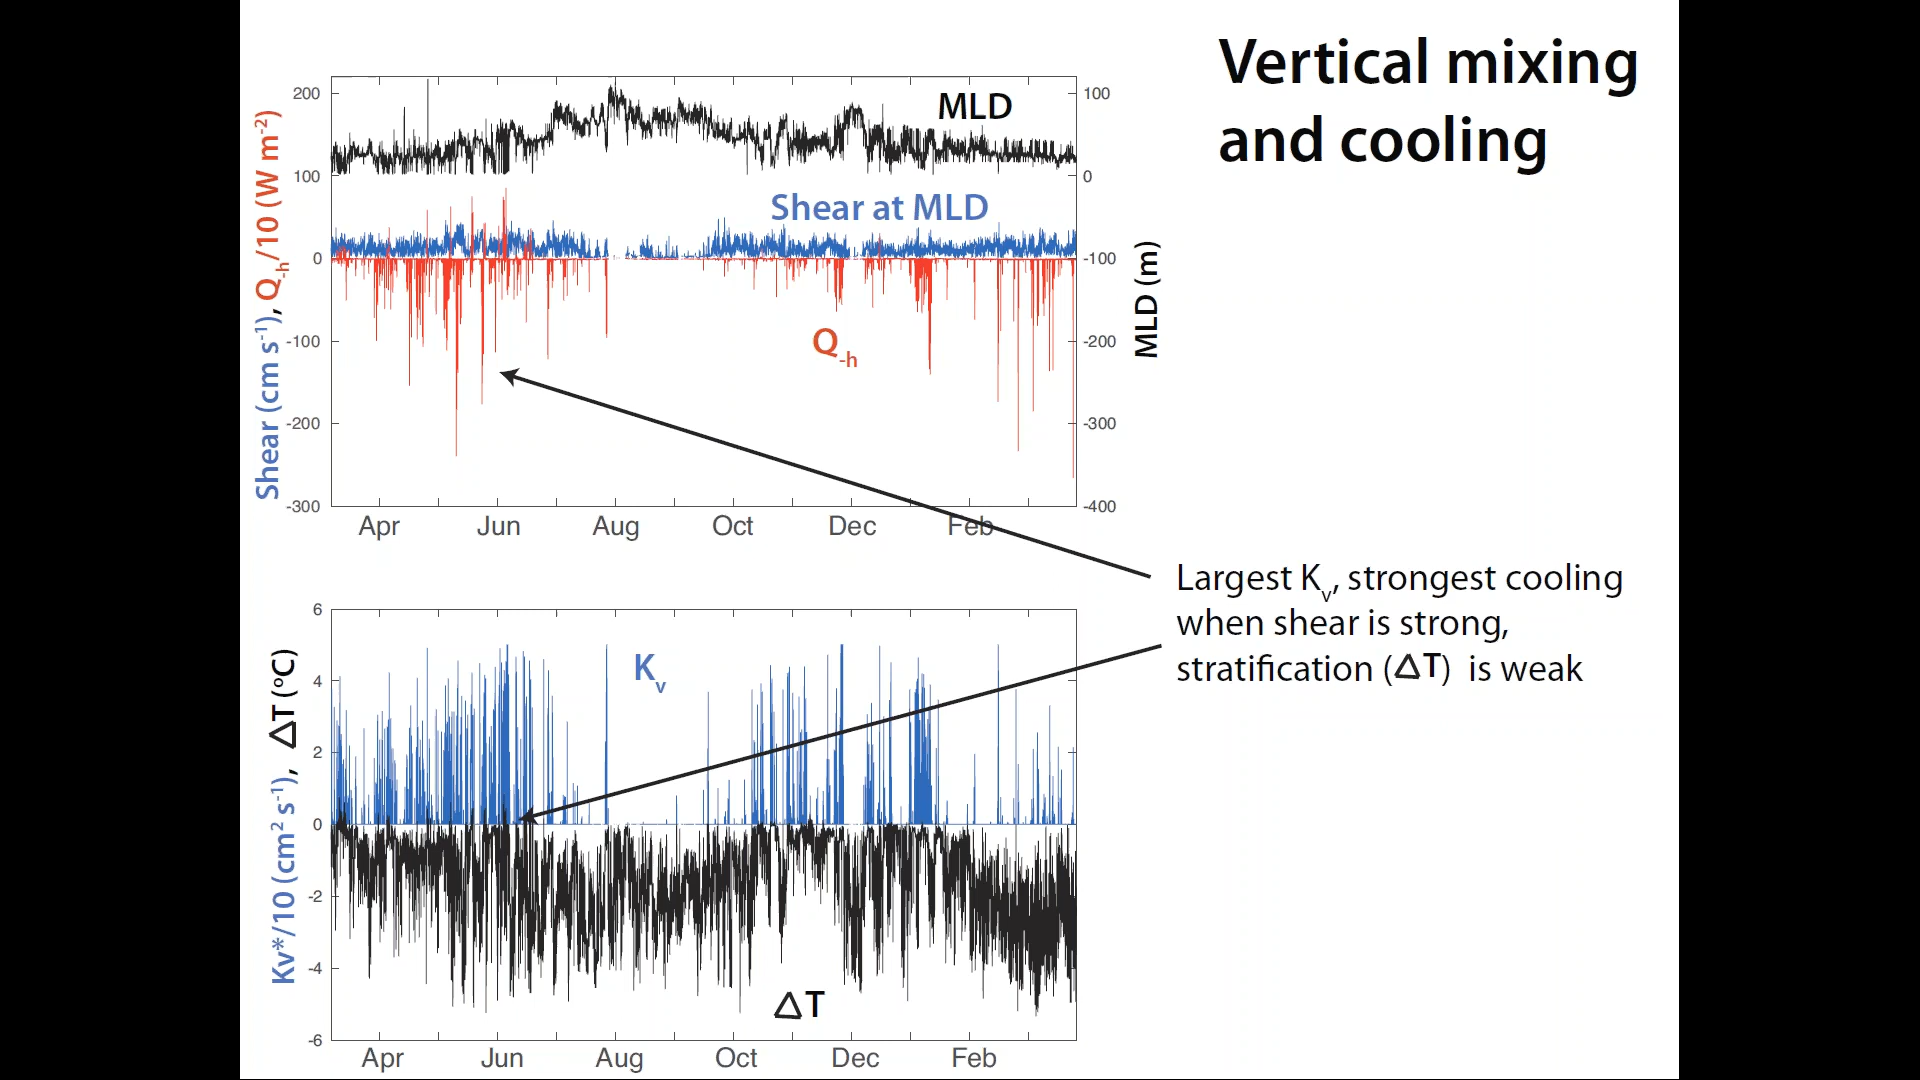 Vertical mixing
and cooling
Shear (cm s-1), Q-h/10 (W m-2)
200
100
0
-100
-200
-300
MLD
Shear at MLD
Q-h
100
0
-100
-200
-300
-400
MLD (m)
Apr Jun Aug Oct Dec Feb
Largest Kv, strongest cooling
when shear is strong,
stratification (△T) is weak
Kv*/10 (cm2 s-1), △T (oC)
6
4
2
0
-2
-4
-6
Kv
△T
Apr Jun Aug Oct Dec Feb